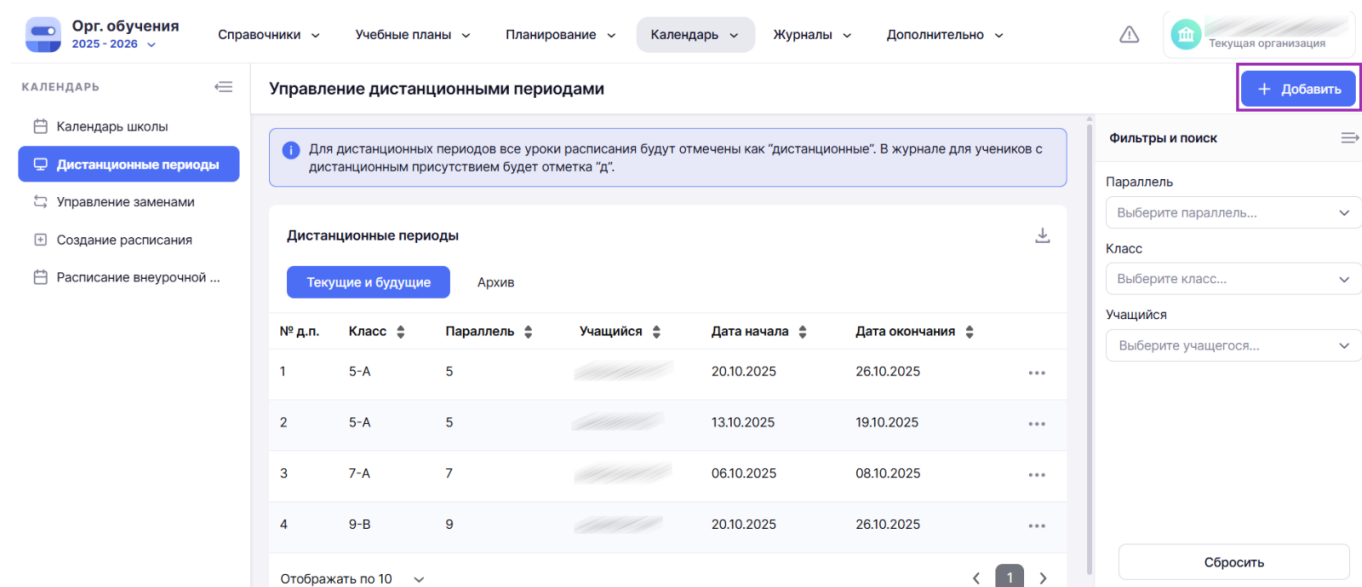 Орг. обучения
2025 - 2026
Справочники
Учебные планы
Планирование
Календарь
Журналы
Дополнительно
Текущая организация
КАЛЕНДАРЬ
Календарь школы
Дистанционные периоды
Управление заменами
Создание расписания
Расписание внеурочной ...
Управление дистанционными периодами
+ Добавить
Для дистанционных периодов все уроки расписания будут отмечены как "дистанционные". В журнале для учеников с
дистанционным присутствием будет отметка "д".
Дистанционные периоды
Текущие и будущие
Архив
№ д.п. Класс Параллель Учащийся Дата начала Дата окончания
1 5-А 5 20.10.2025 26.10.2025
2 5-А 5 13.10.2025 19.10.2025
3 7-А 7 06.10.2025 08.10.2025
4 9-В 9 20.10.2025 26.10.2025
Отображать по 10
1
Фильтры и поиск
Параллель
Выберите параллель...
Класс
Выберите класс...
Учащийся
Выберите учащегося...
Сбросить